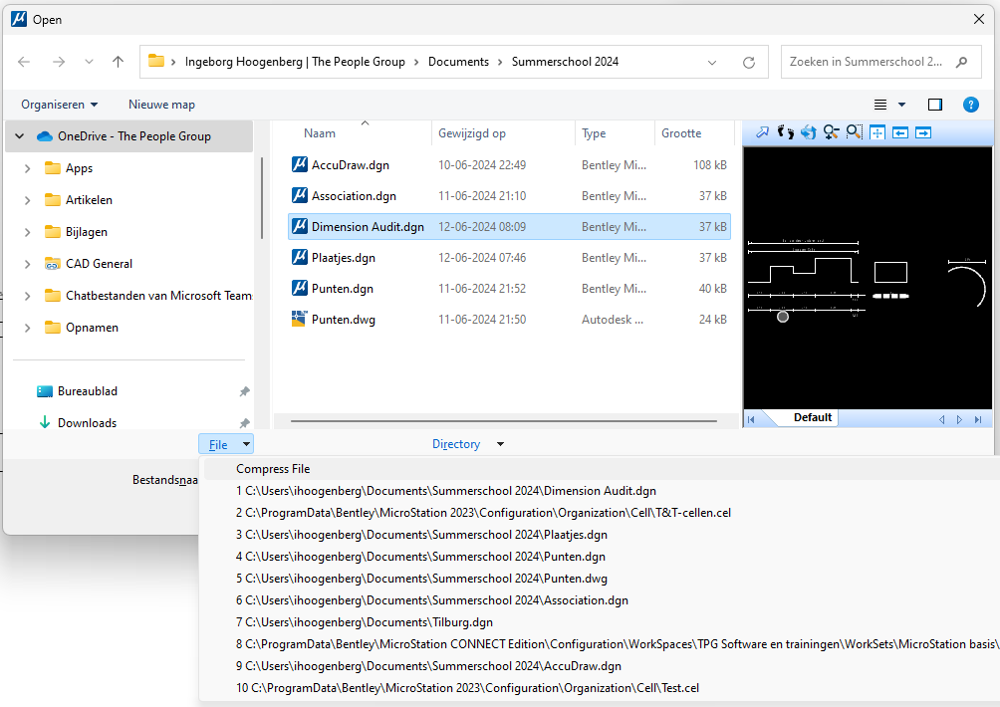 Open
Ingeborg Hoogenberg | The People Group > Documents > Summerschool 2024
Zoeken in Summerschool 2...
Organiseren
Nieuwe map
OneDrive - The People Group
Apps
Artikelen
Bijlagen
CAD General
Chatbestanden van Microsoft Team
Opnamen
Bureaublad
Downloads
Naam Gewijzigd op Type Grootte
AccuDraw.dgn 10-06-2024 22:49 Bentley Mi... 108 kB
Association.dgn 11-06-2024 21:10 Bentley Mi... 37 kB
Dimension Audit.dgn 12-06-2024 08:09 Bentley Mi... 37 kB
Plaatjes.dgn 12-06-2024 07:46 Bentley Mi... 37 kB
Punten.dgn 11-06-2024 21:52 Bentley Mi... 40 kB
Punten.dwg 11-06-2024 21:50 Autodesk ... 24 kB
Default
File
Directory
Bestandsnaa
Compress File
1 C:\Users\ihoogenberg\Documents\Summerschool 2024\Dimension Audit.dgn
2 C:\ProgramData\Bentley\MicroStation 2023\Configuration\Organization\Cell\T&T-cellen.cel
3 C:\Users\ihoogenberg\Documents\Summerschool 2024\Plaatjes.dgn
4 C:\Users\ihoogenberg\Documents\Summerschool 2024\Punten.dgn
5 C:\Users\ihoogenberg\Documents\Summerschool 2024\Punten.dwg
6 C:\Users\ihoogenberg\Documents\Summerschool 2024\Association.dgn
7 C:\Users\ihoogenberg\Documents\Tilburg.dgn
8 C:\ProgramData\Bentley\MicroStation CONNECT Edition\Configuration\WorkSpaces\TPG Software en trainingen\WorkSets\MicroStation basis\
9 C:\Users\ihoogenberg\Documents\Summerschool 2024\AccuDraw.dgn
10 C:\ProgramData\Bentley\MicroStation 2023\Configuration\Organization\Cell\Test.cel